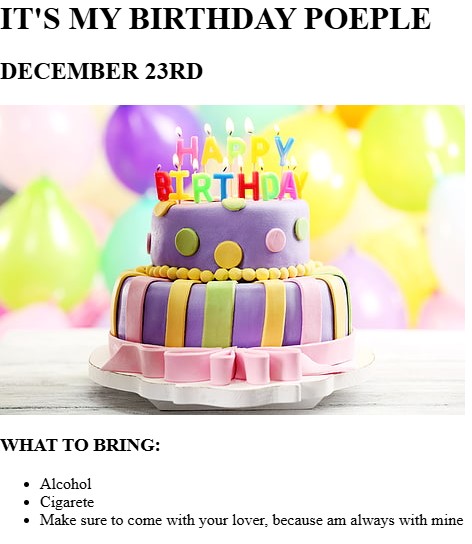 IT'S MY BIRTHDAY POEPLE
DECEMBER 23RD
HAPPY
BIRTHDAY
WHAT TO BRING:
Alcohol
Cigarete
Make sure to come with your lover, because am always with mine